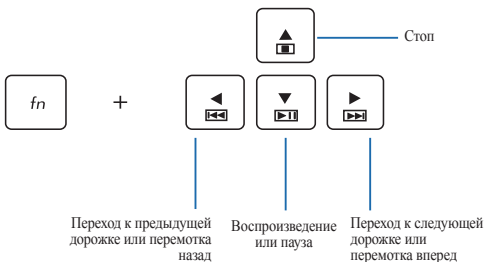 Стоп
fn +
Переход к предыдущей
дорожке или перемотка
назад
Воспроизведение
или пауза
Переход к следующей
дорожке или
перемотка вперед